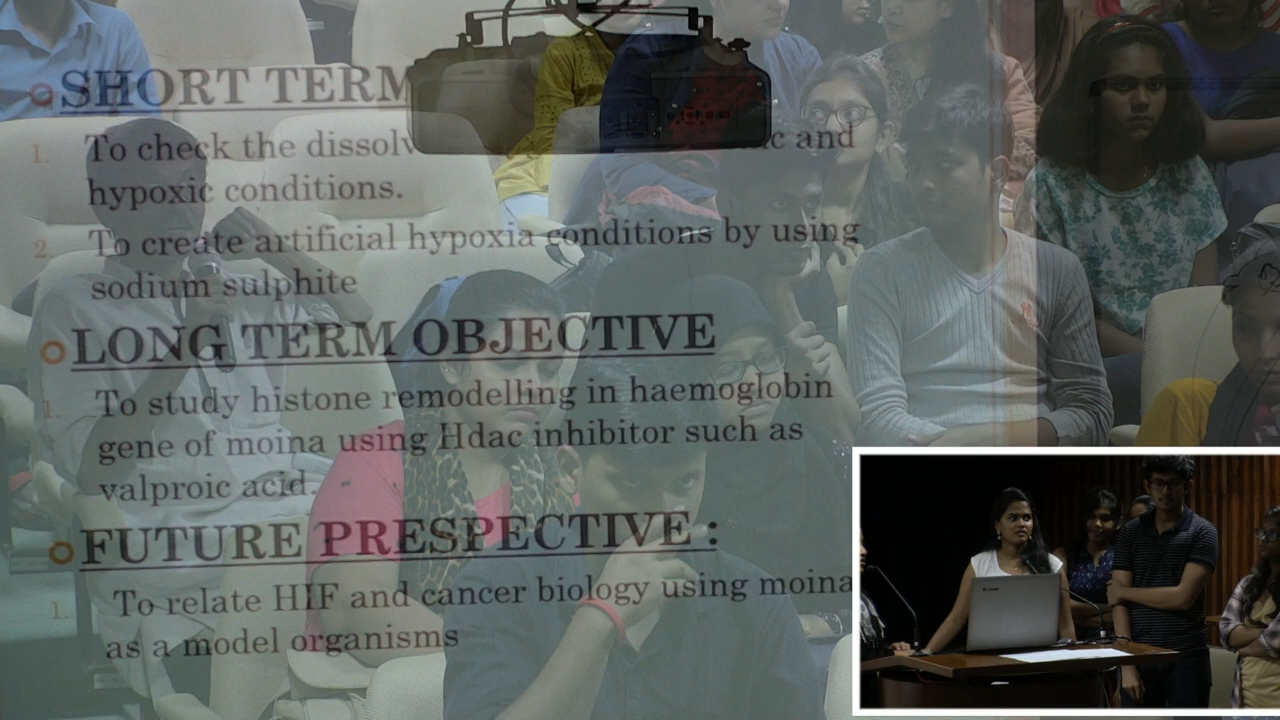 SHORT TERM
1. To check the dissolv and
hypoxic conditions.
2. To create artificial hypoxia conditions by using
sodium sulphite
LONG TERM OBJECTIVE
1. To study histone remodelling in haemoglobin
gene of moina using Hdac inhibitor such as
valproic acid.
FUTURE PRESPECTIVE :
1. To relate HIF and cancer biology using moina
as a model organisms